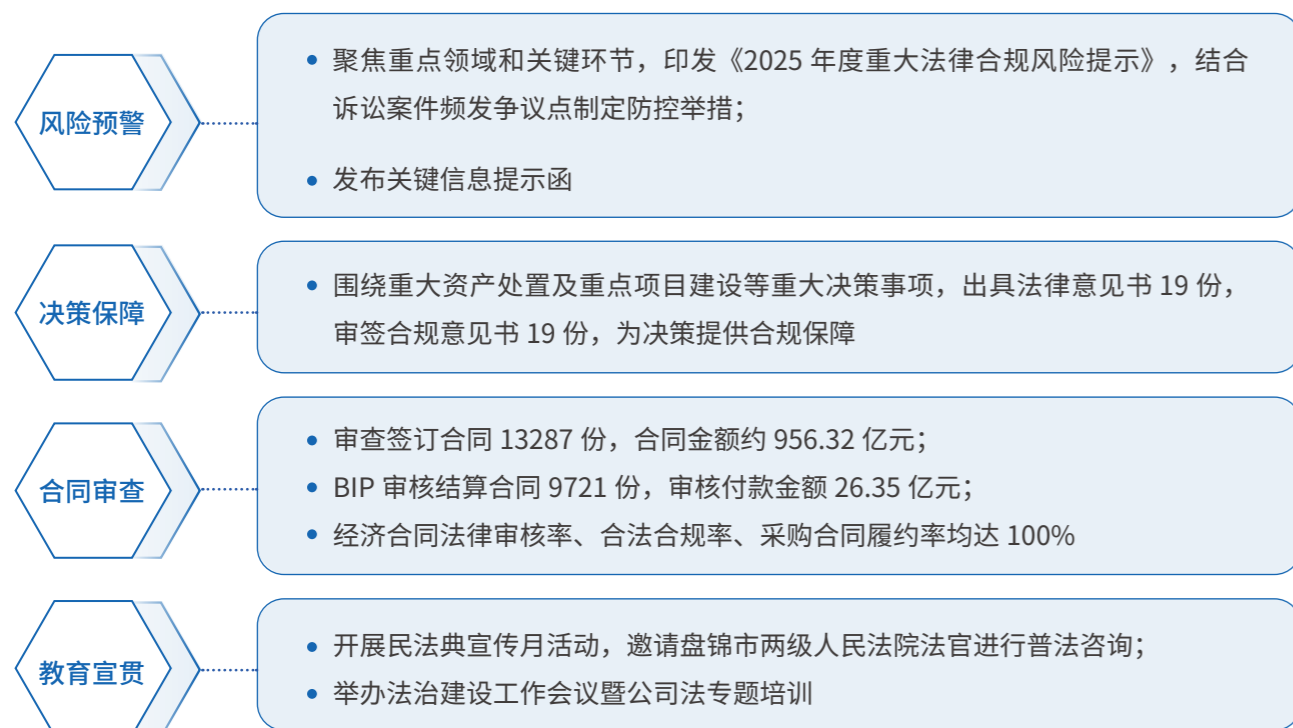 风险预警
聚焦重点领域和关键环节，印发《2025 年度重大法律合规风险提示》，结合
诉讼案件频发争议点制定防控举措；
发布关键信息提示函
决策保障
围绕重大资产处置及重点项目建设等重大决策事项，出具法律意见书 19 份，
审签合规意见书 19 份，为决策提供合规保障
合同审查
审查签订合同 13287 份，合同金额约 956.32 亿元；
BIP 审核结算合同 9721 份，审核付款金额 26.35 亿元；
经济合同法律审核率、合法合规率、采购合同履约率均达 100%
教育宣贯
开展民法典宣传月活动，邀请盘锦市两级人民法院法官进行普法咨询；
举办法治建设工作会议暨公司法专题培训